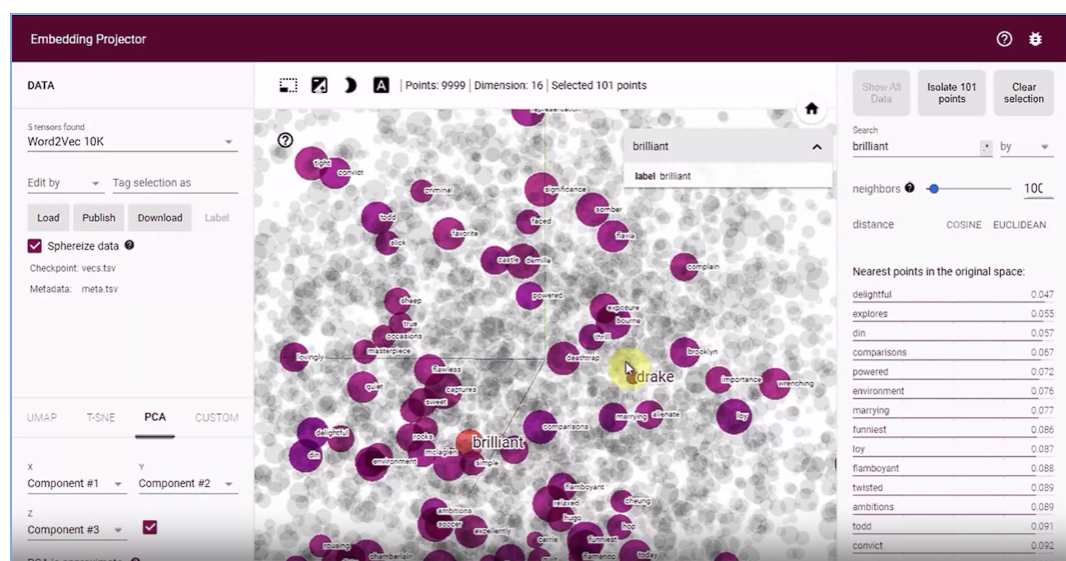 Embedding Projector
DATA
5 tensors found
Word2Vec 10K
Edit by
Tag selection as
Load
Publish
Download
Label
Sphereize data
Checkpoint: vecs.tsv
Metadata: meta.tsv
UMAP
T-SNE
PCA
CUSTOM
X
Component #1
Y
Component #2
Z
Component #3
A
Points: 9999 | Dimension: 16 | Selected 101 points
brilliant
label brilliant
tight
convict
criminal
significance
todd
slick
favorite
faced
somber
flavia
castle
demille
complain
powered
sheep
true
occasions
masterpiece
exposure
bourne
thrill
lovingly
deathtrap
brooklyn
drake
flawless
quiet
captures
sweet
importance
wrenching
marrying
alienate
loy
delightful
rocks
comparisons
brilliant
din
environment
mclaglen
simple
flamboyant
relaxed
cheung
ambitions
soccer
hugo
excellently
hop
carrie
funniest
rousing
chamberlain
flamenco
today
Show All
Data
Isolate 101
points
Clear
selection
Search
brilliant
.*
by
neighbors
distance
COSINE
EUCLIDEAN
Nearest points in the original space:
delightful 0.047
explores 0.055
din 0.057
comparisons 0.067
powered 0.072
environment 0.076
marrying 0.077
funniest 0.086
loy 0.087
flamboyant 0.088
twisted 0.089
ambitions 0.089
todd 0.091
convict 0.092